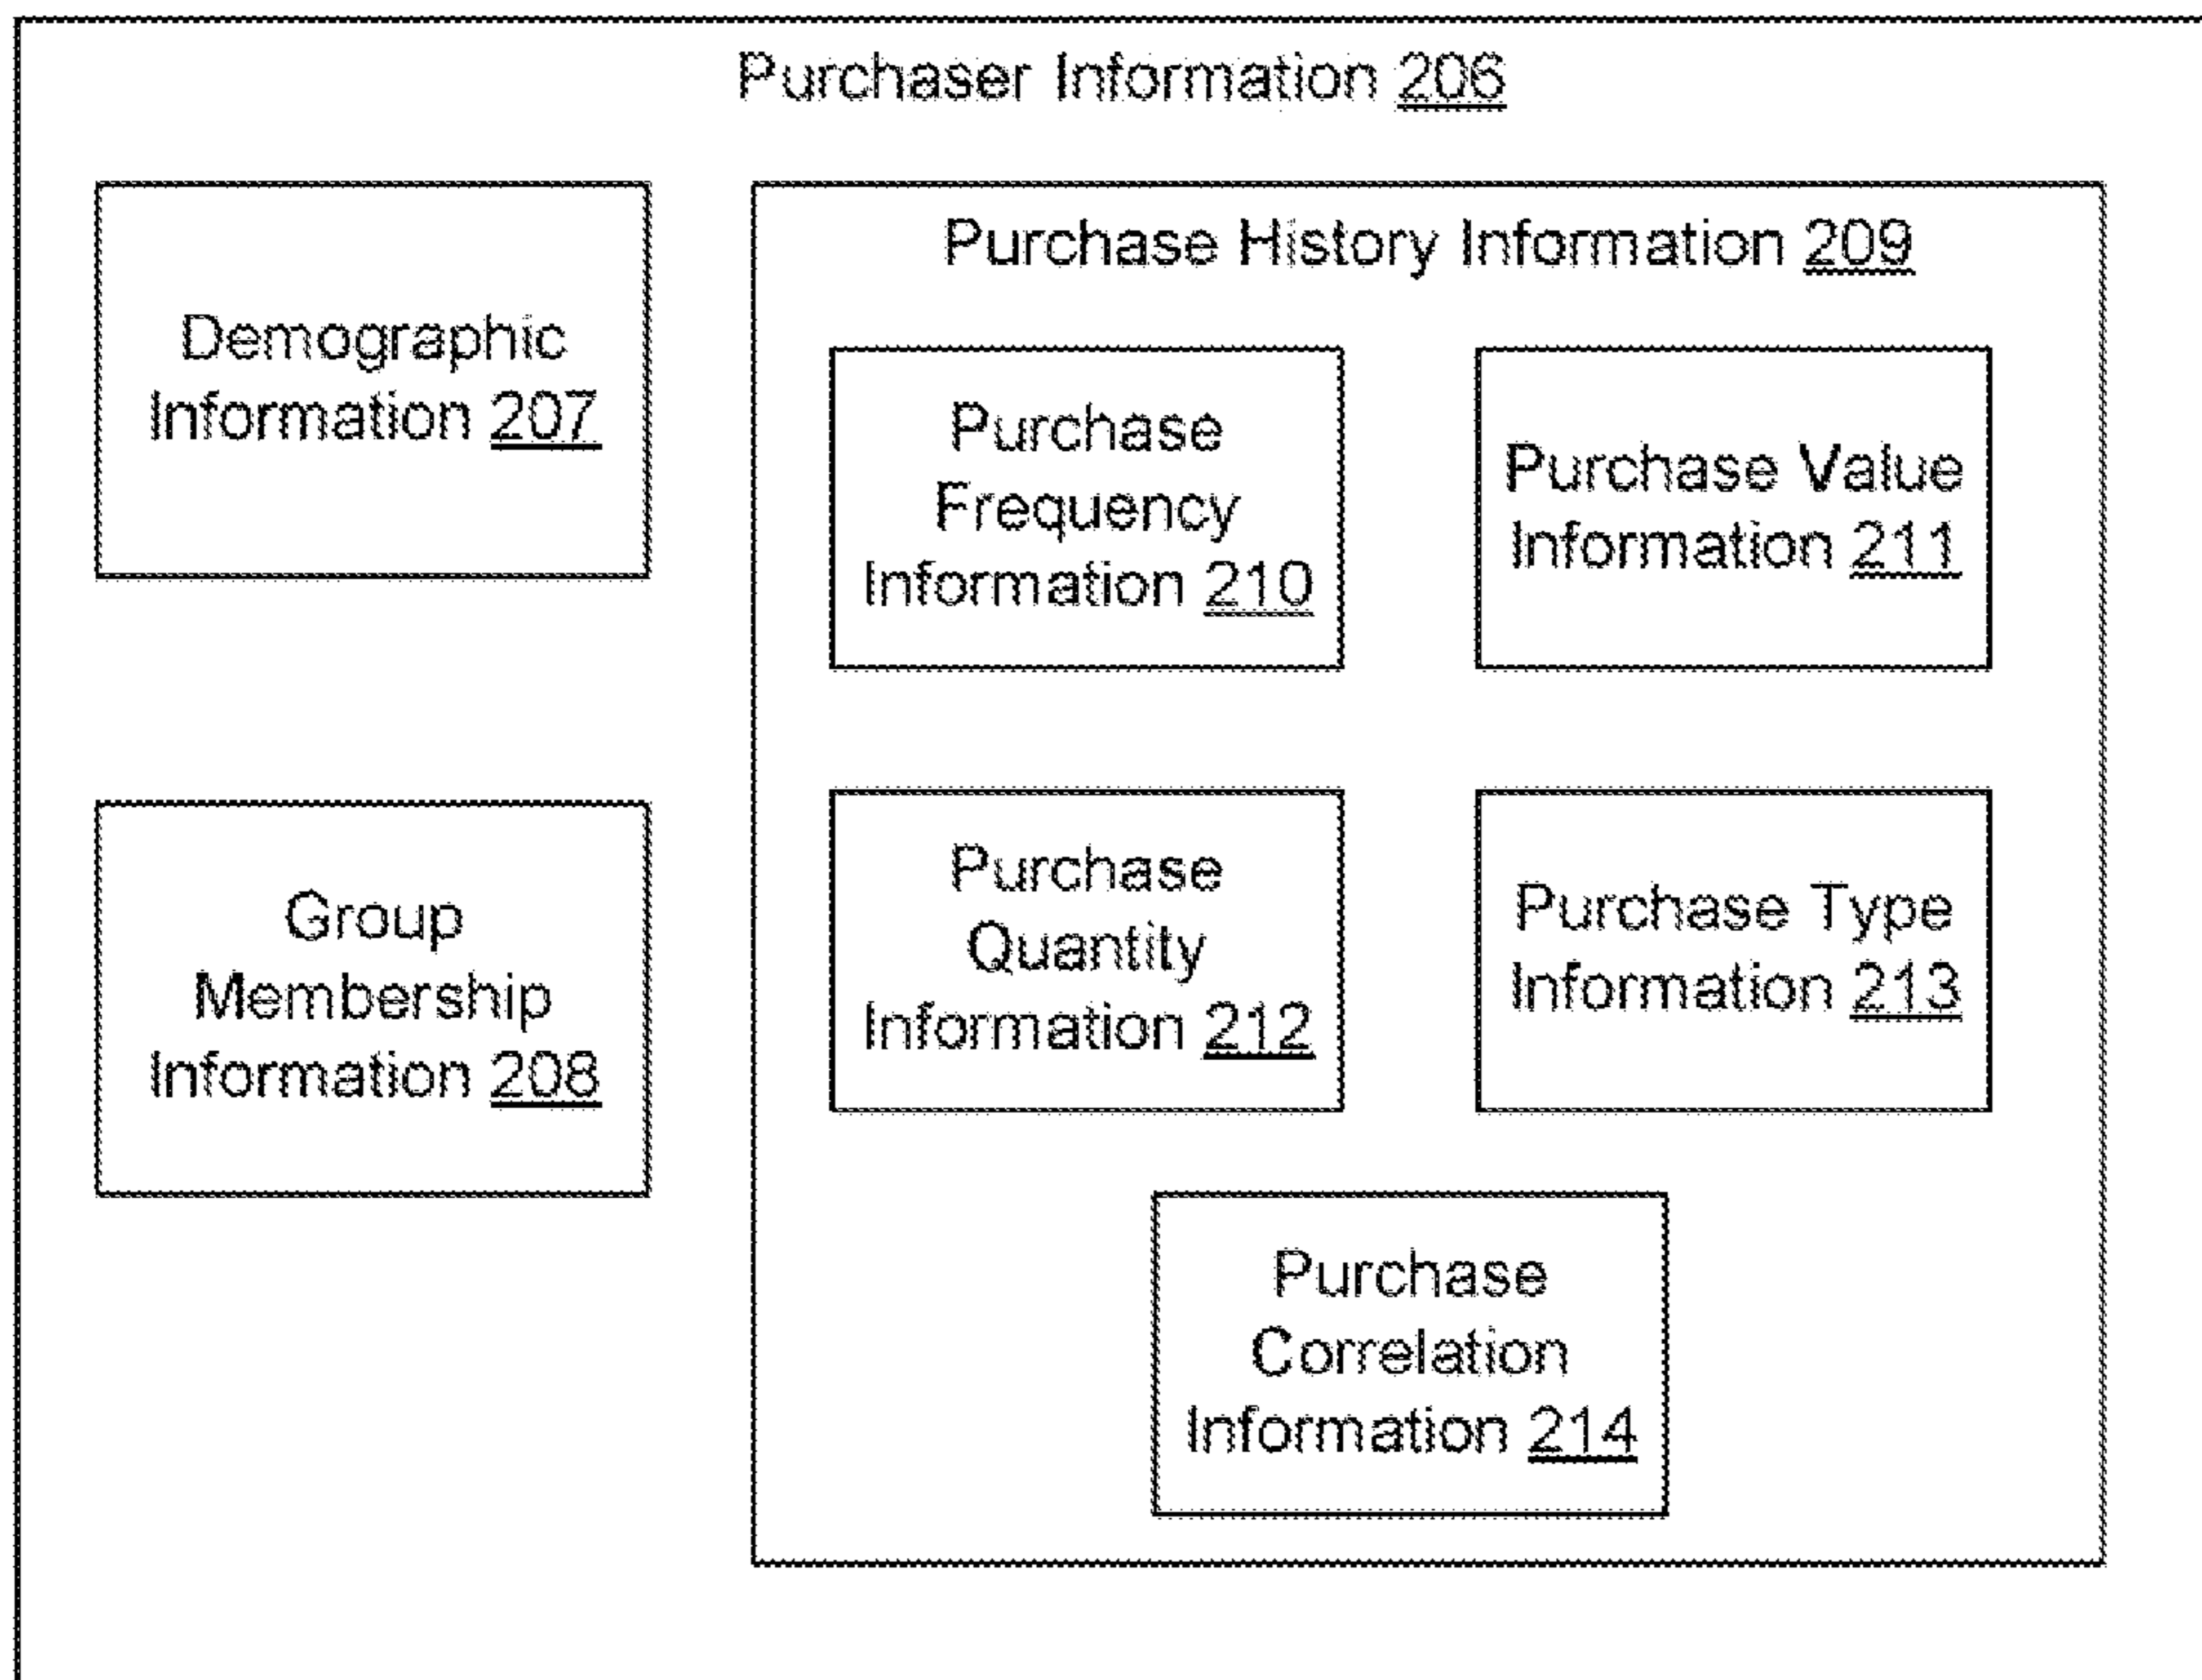 Purchaser Information 206
Demographic
Information 207
Group
Membership
Information 208
Purchase History Information 209
Purchase
Frequency
Information 210
Purchase Value
Information 211
Purchase
Quantity
Information 212
Purchase Type
Information 213
Purchase
Correlation
Information 214